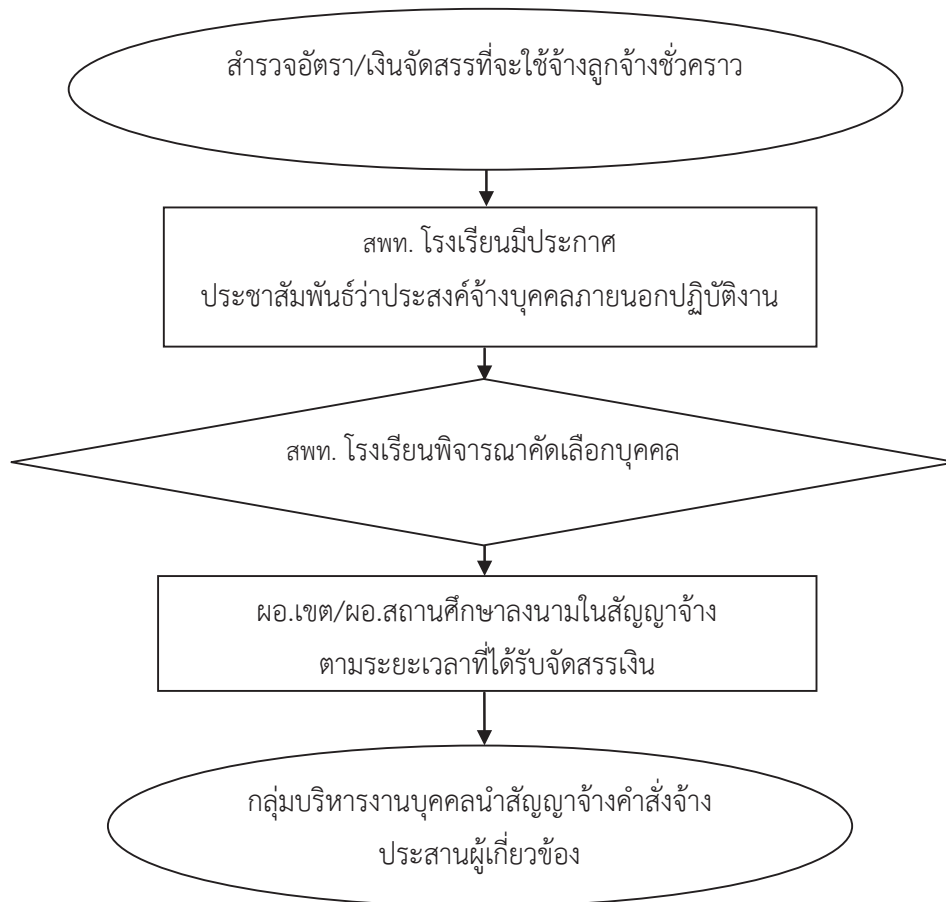 สำรวจอัตรา/เงินจัดสรรที่จะใช้จ้างลูกจ้างชั่วคราว
สพท. โรงเรียนมีประกาศ
ประชาสัมพันธ์ว่าประสงค์จ้างบุคคลภายนอกปฏิบัติงาน
สพท. โรงเรียนพิจารณาคัดเลือกบุคคล
ผอ.เขต/ผอ.สถานศึกษาลงนามในสัญญาจ้าง
ตามระยะเวลาที่ได้รับจัดสรรเงิน
กลุ่มบริหารงานบุคคลนำสัญญาจ้างคำสั่งจ้าง
ประสานผู้เกี่ยวข้อง